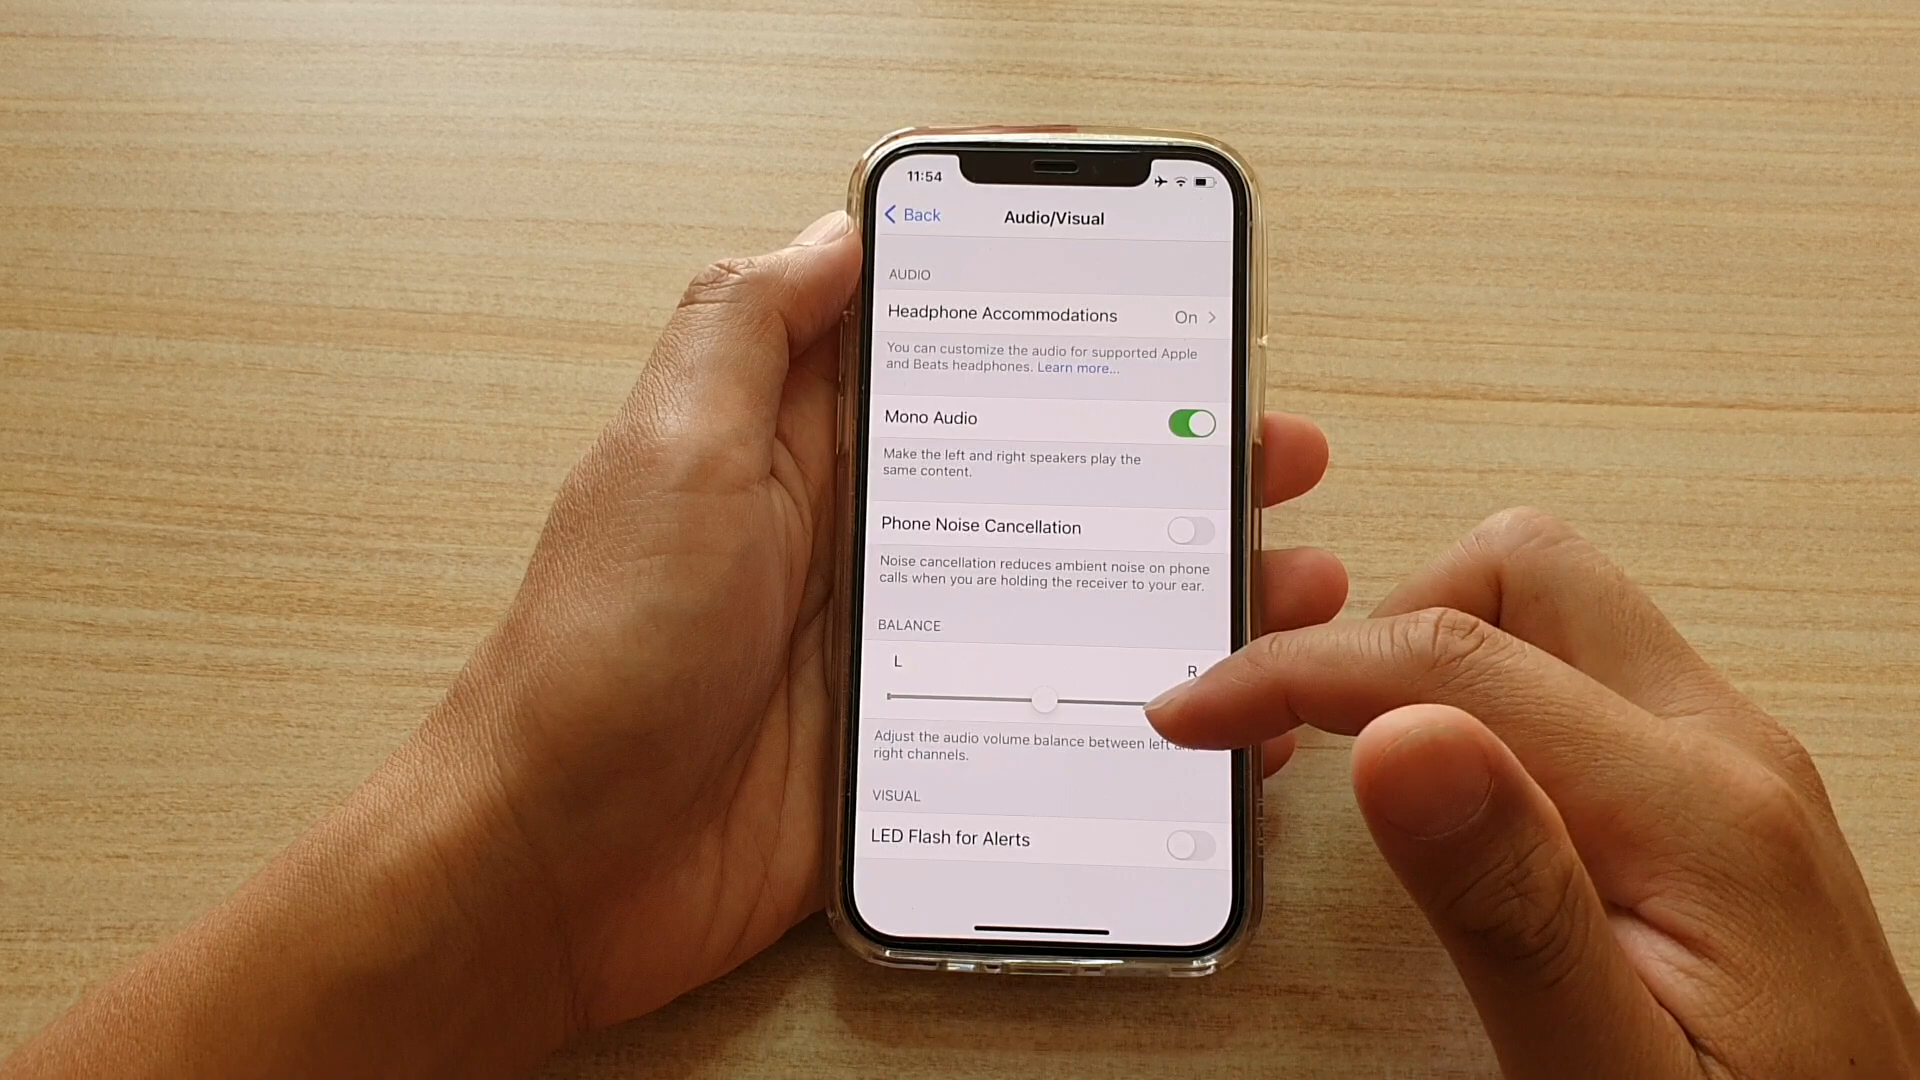 11:54
Back
Audio/Visual
AUDIO
Headphone Accommodations On
You can customize the audio for supported Apple
and Beats headphones. Learn more...
Mono Audio
Make the left and right speakers play the
same content.
Phone Noise Cancellation
Noise cancellation reduces ambient noise on phone
calls when you are holding the receiver to your ear.
BALANCE
L R
Adjust the audio volume balance between left
right channels.
VISUAL
LED Flash for Alerts